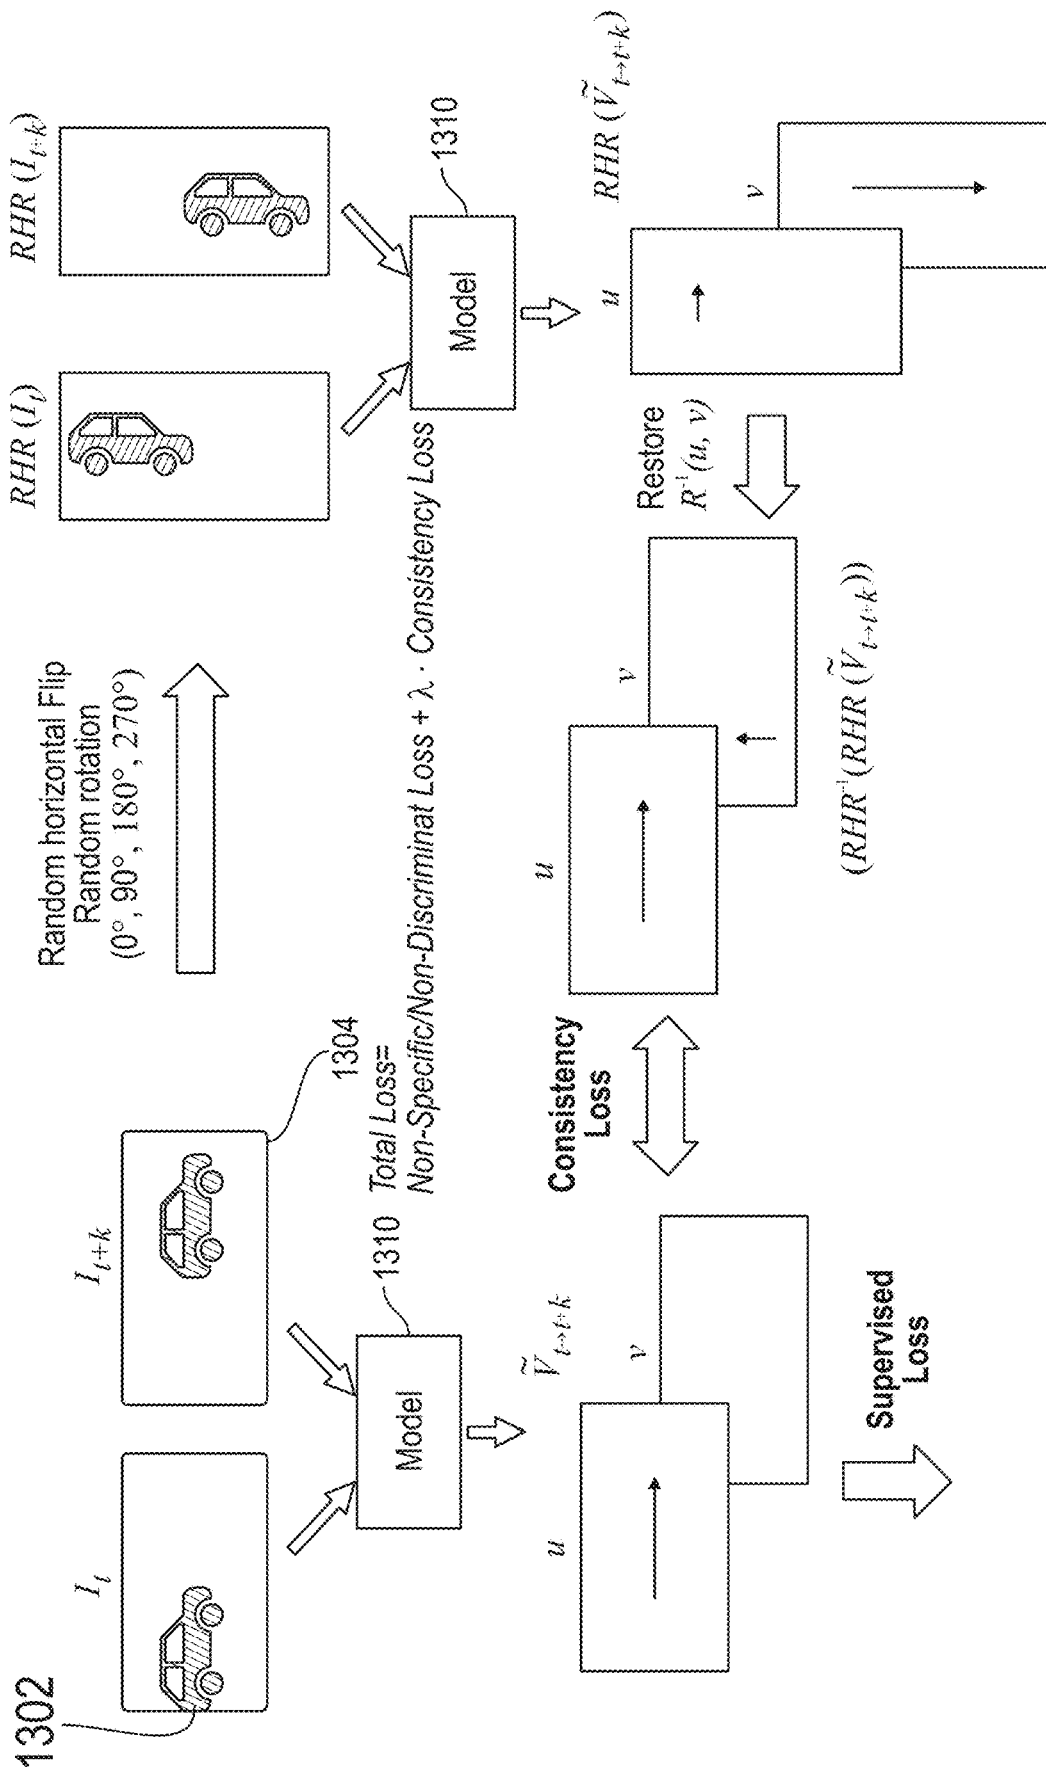 1302
I_t
I_{t+k}
1304
Random horizontal Flip
Random rotation
(0°, 90°, 180°, 270°)
RHR (I_t)
RHR (I_{t+k})
Model
1310
Total Loss=
Non-Specific/Non-Discriminat Loss + λ · Consistency Loss
Model
1310
u
v
Ṽ_{t→t+k}
Supervised
Loss
Consistency
Loss
u
v
(RHR⁻¹(RHR (Ṽ_{t→t+k}))
Restore
R⁻¹(u, v)
u
v
RHR (Ṽ_{t→t+k})